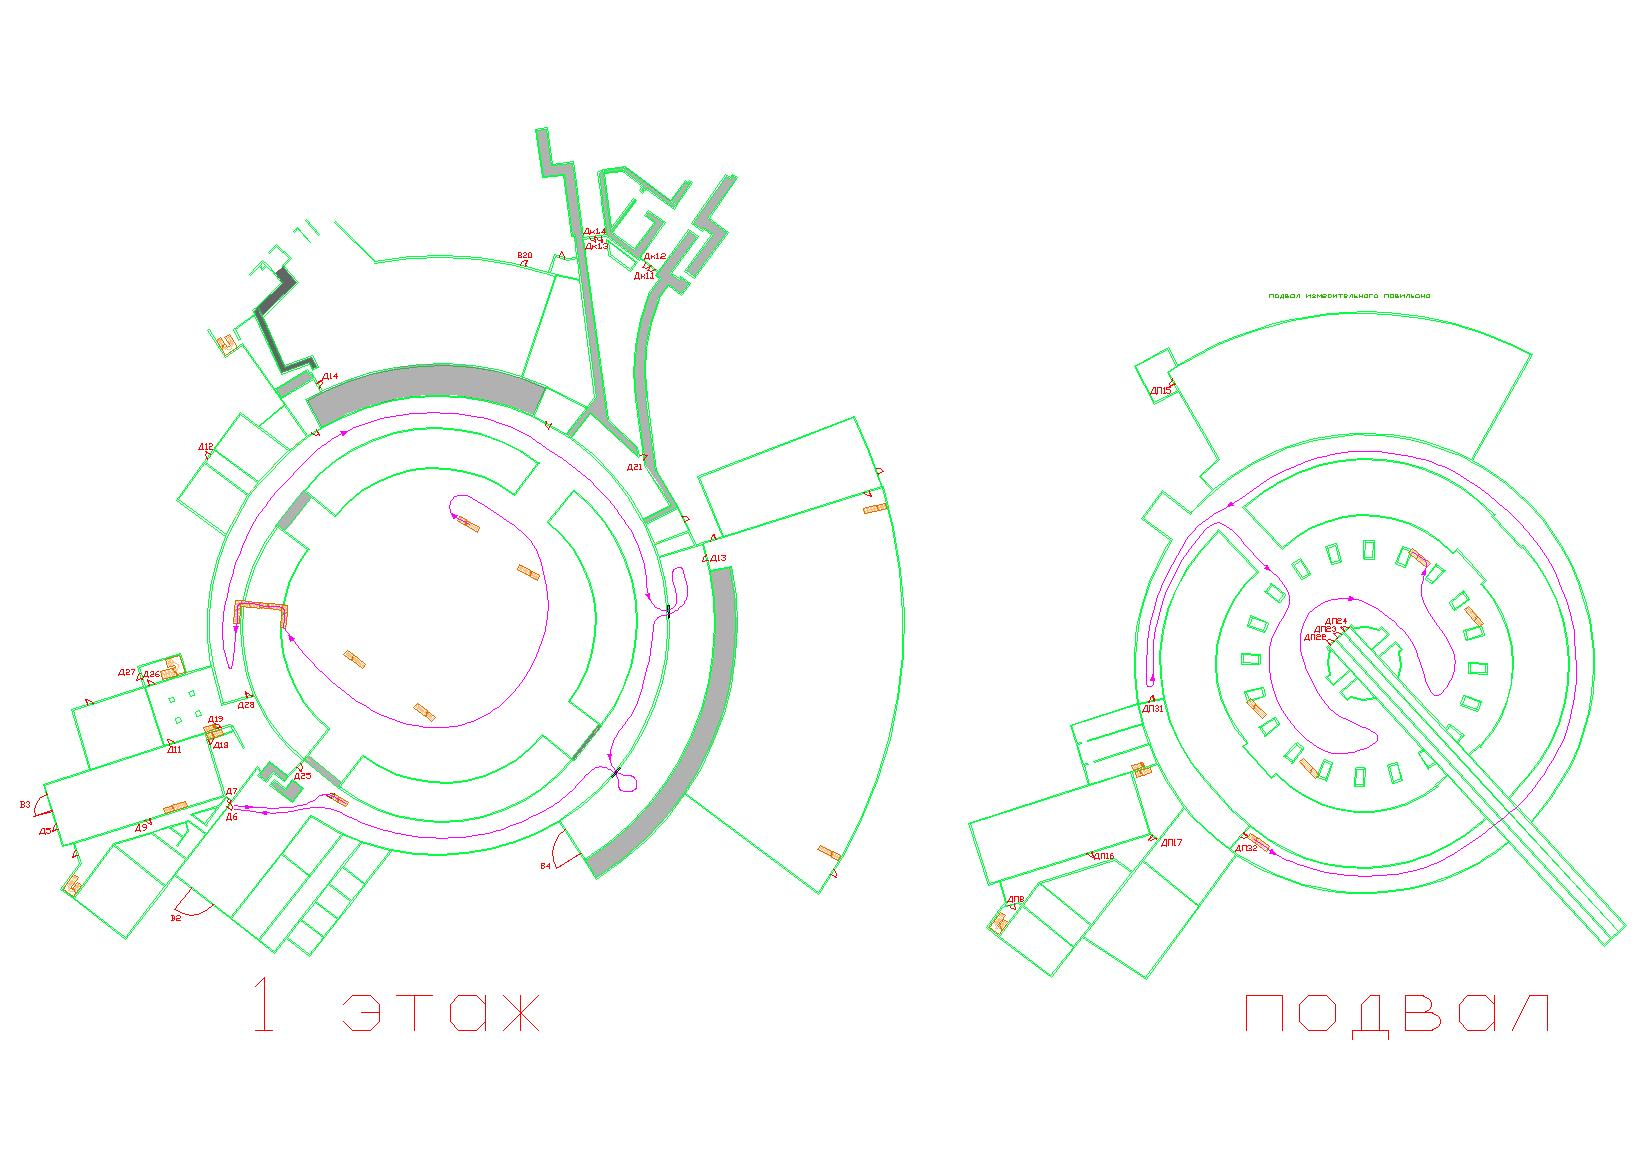 Дк14
Дк13
В20
Дк12
Дк11
подвал измерительного павильона
Д14
ДП15
Д12
Д21
Д13
ДП24
ДП23
ДП22
Д27
Д26
Д28
ДП31
Д19
Д18
Д11
Д25
Д7
В3
Д6
Д5
Д9
ДП17
ДП32
ДП16
В4
ДП8
В2
1 этаж
подвал